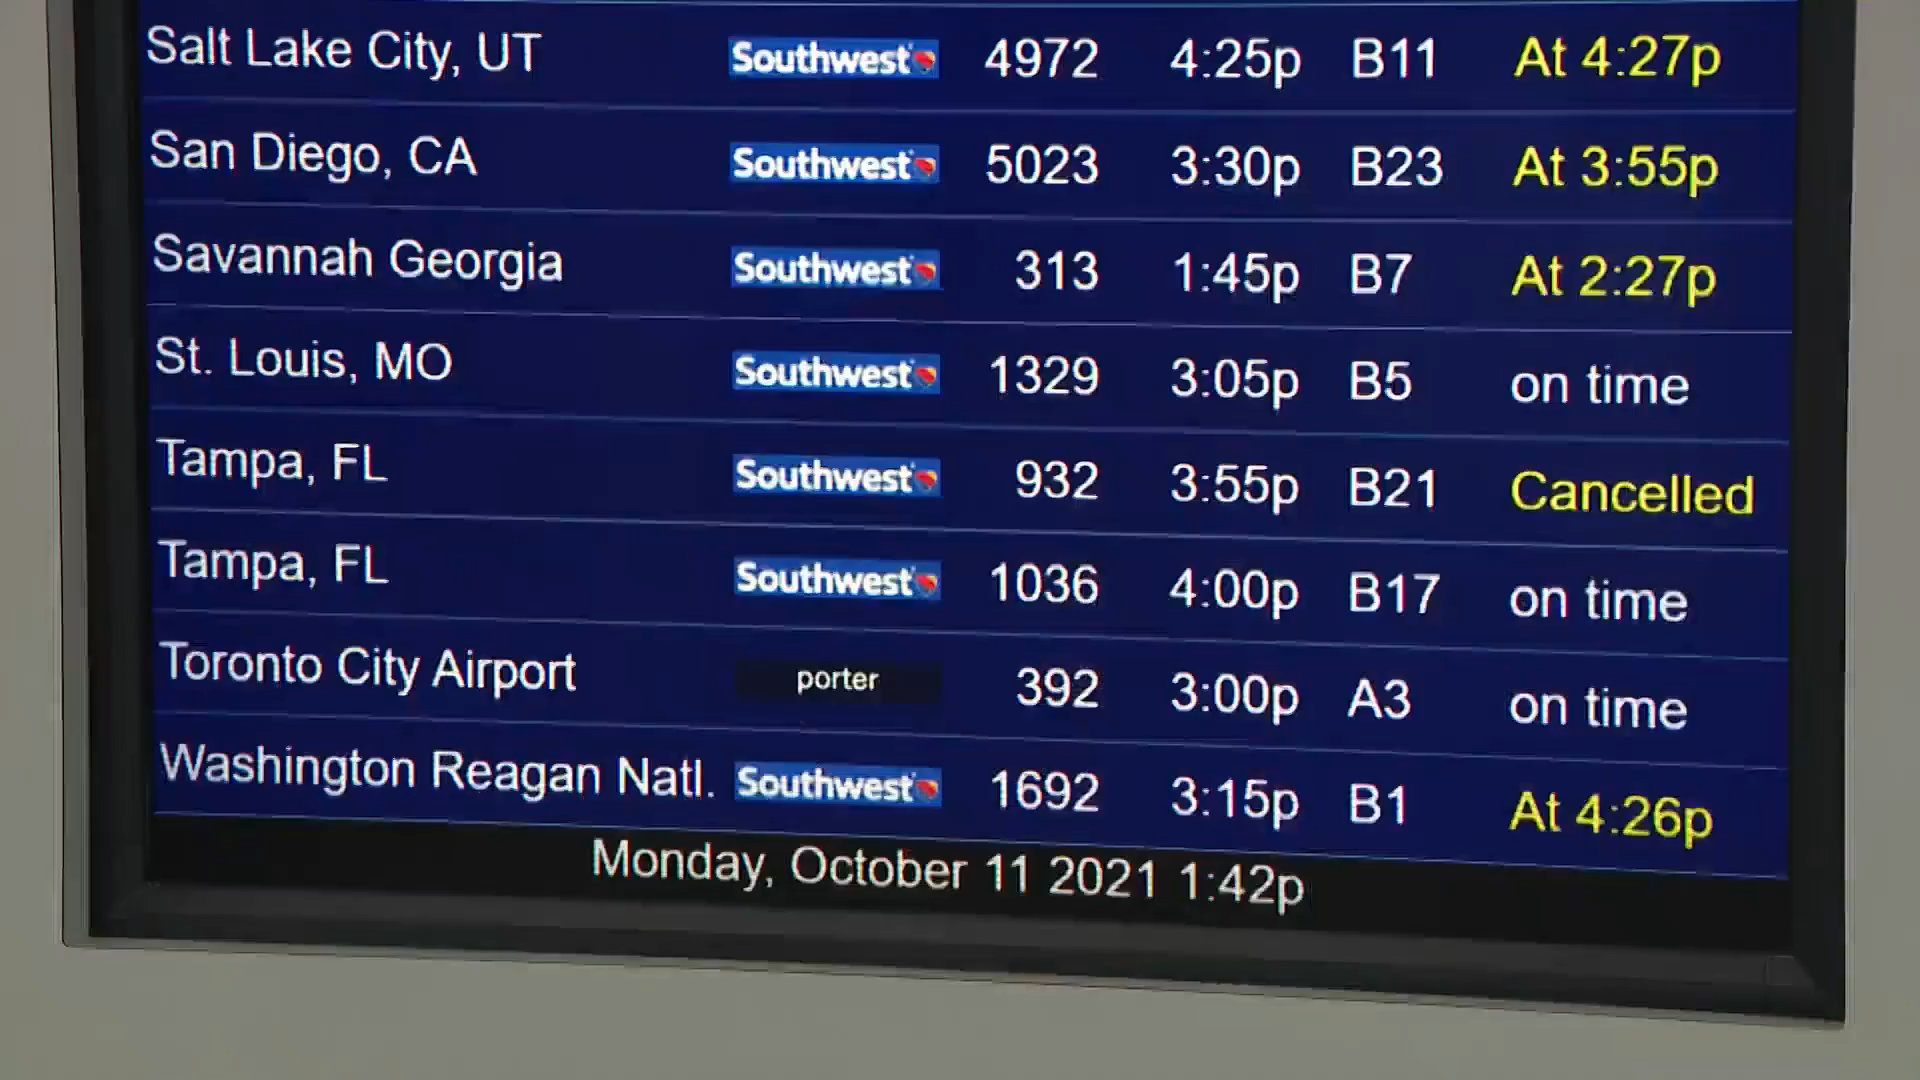 Salt Lake City, UT Southwest 4972 4:25p B11 At 4:27p
San Diego, CA Southwest 5023 3:30p B23 At 3:55p
Savannah Georgia Southwest 313 1:45p B7 At 2:27p
St. Louis, MO Southwest 1329 3:05p B5 on time
Tampa, FL Southwest 932 3:55p B21 Cancelled
Tampa, FL Southwest 1036 4:00p B17 on time
Toronto City Airport porter 392 3:00p A3 on time
Washington Reagan Natl. Southwest 1692 3:15p B1 At 4:26p
Monday, October 11 2021 1:42p